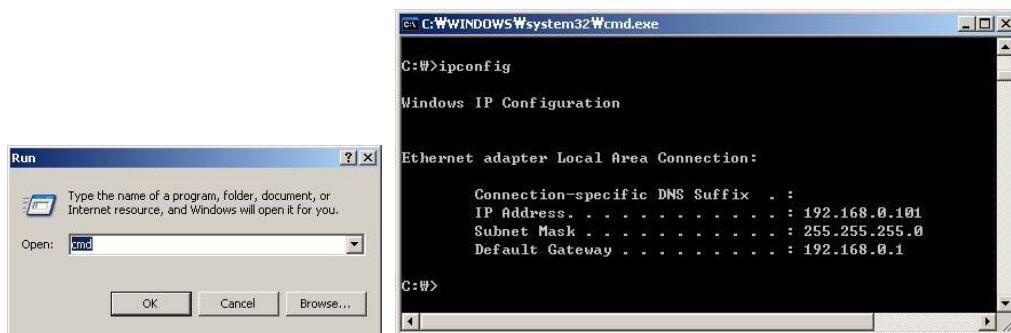 Run
Type the name of a program, folder, document, or
Internet resource, and Windows will open it for you.
Open: cmd
OK Cancel Browse...
C:₩WINDOWS₩system32₩cmd.exe
C:₩>ipconfig
Windows IP Configuration
Ethernet adapter Local Area Connection:
Connection-specific DNS Suffix . :
IP Address. . . . . . . . . . . . : 192.168.0.101
Subnet Mask . . . . . . . . . . . : 255.255.255.0
Default Gateway . . . . . . . . . : 192.168.0.1
C:₩>